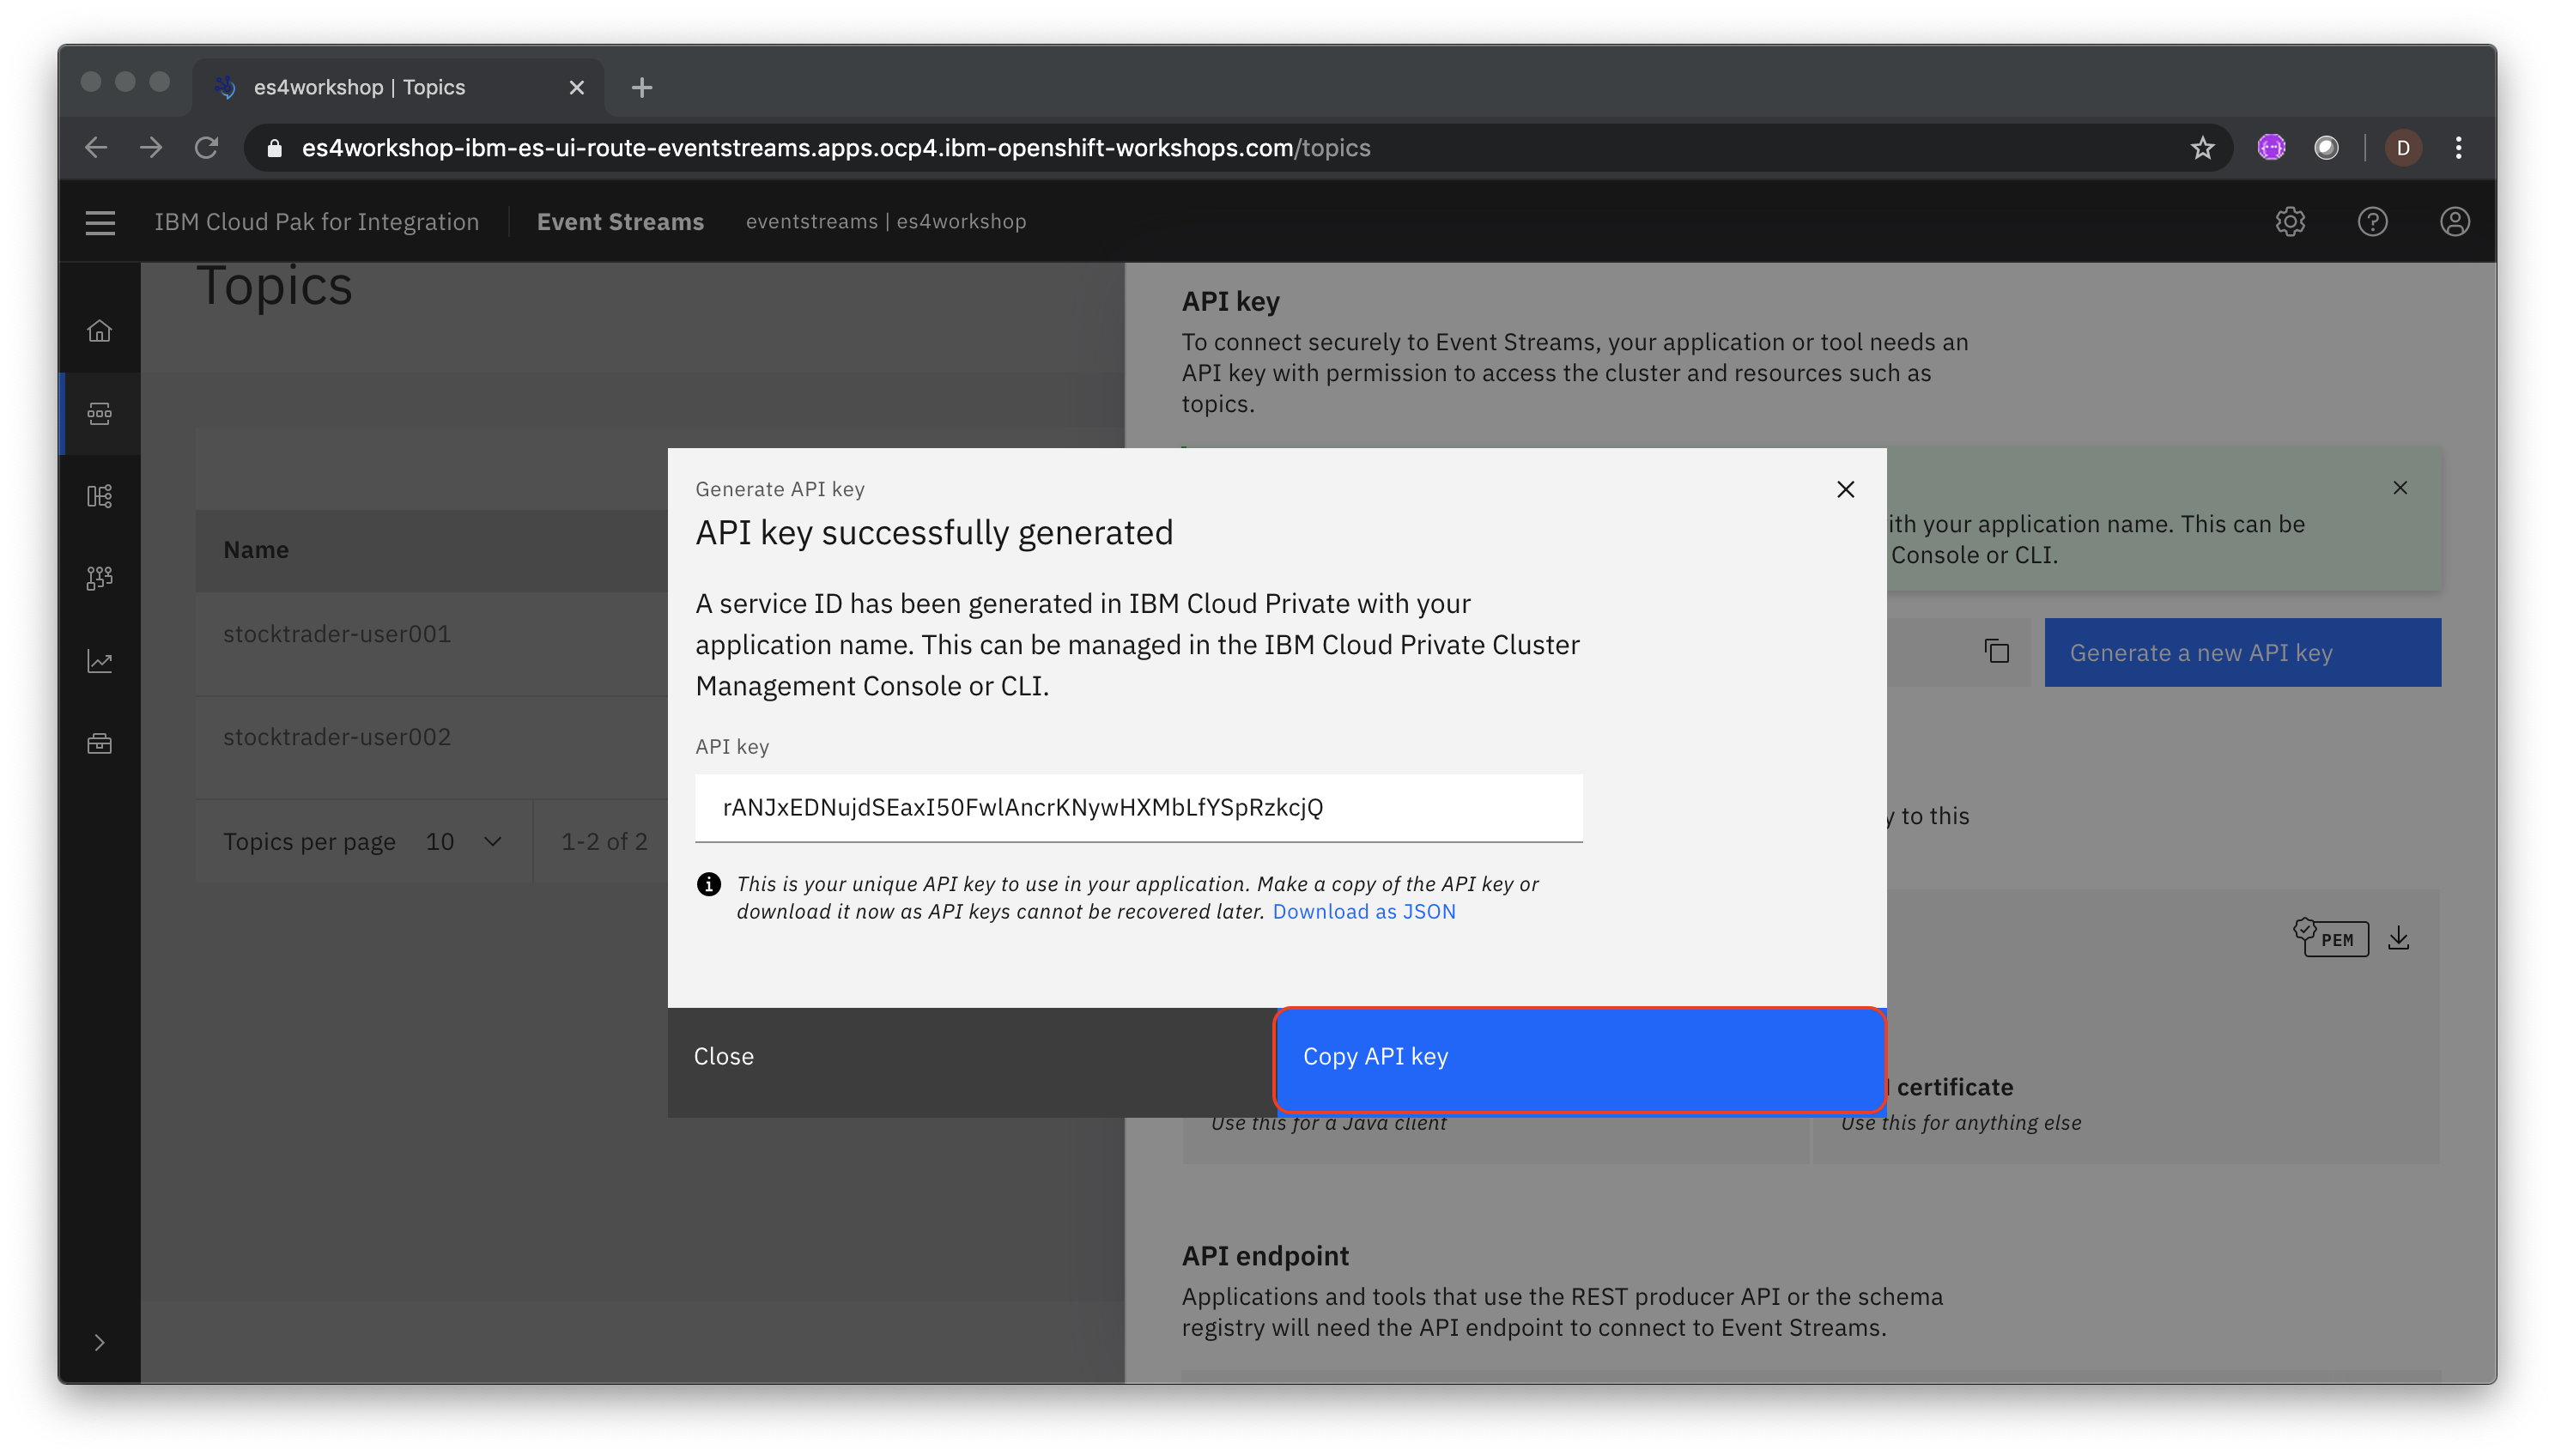 es4workshop | Topics
es4workshop-ibm-es-ui-route-eventstreams.apps.ocp4.ibm-openshift-workshops.com/topics
D
IBM Cloud Pak for Integration
Event Streams
eventstreams | es4workshop
Topics
Name
stocktrader-user001
stocktrader-user002
Topics per page 10
1-2 of 2
API key
To connect securely to Event Streams, your application or tool needs an
API key with permission to access the cluster and resources such as
topics.
with your application name. This can be
Console or CLI.
Generate a new API key
Generate API key
API key successfully generated
A service ID has been generated in IBM Cloud Private with your
application name. This can be managed in the IBM Cloud Private Cluster
Management Console or CLI.
API key
rANJxEDNujdSEaxI50FwlAncrKNywHXMbLfYSpRzkcjQ
This is your unique API key to use in your application. Make a copy of the API key or
download it now as API keys cannot be recovered later. Download as JSON
Close
Copy API key
to this
PEM
certificate
Use this for a Java client
Use this for anything else
API endpoint
Applications and tools that use the REST producer API or the schema
registry will need the API endpoint to connect to Event Streams.